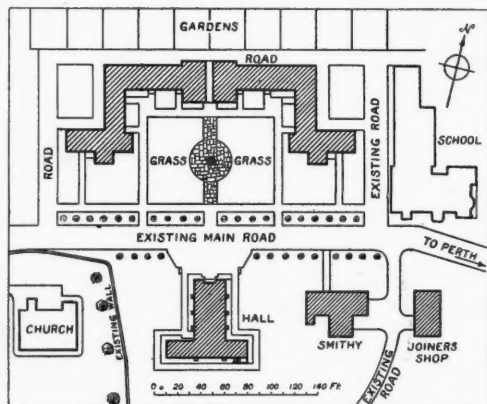 GARDENS
N
ROAD
ROAD
EXISTING ROAD
SCHOOL
GRASS
GRASS
EXISTING MAIN ROAD
TO PERTH
CHURCH
EXISTING WALL
HALL
SMITHY
JOINERS
SHOP
EXISTING
ROAD
0 20 40 60 80 100 120 140 Ft.